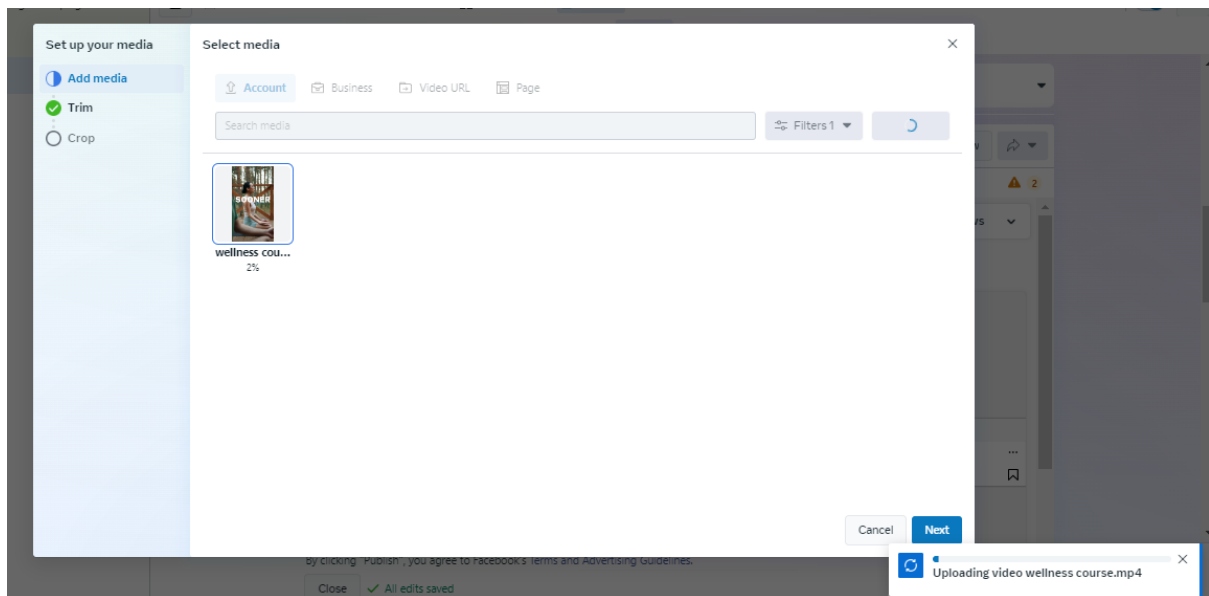 Set up your media
Add media
Trim
Crop
Select media
Account
Business
Video URL
Page
Search media
Filters 1
SOONER
wellness cou...
2%
2
Cancel
Next
By clicking "Publish", you agree to Facebook's Terms and Advertising Guidelines.
Close
All edits saved
Uploading video wellness course.mp4